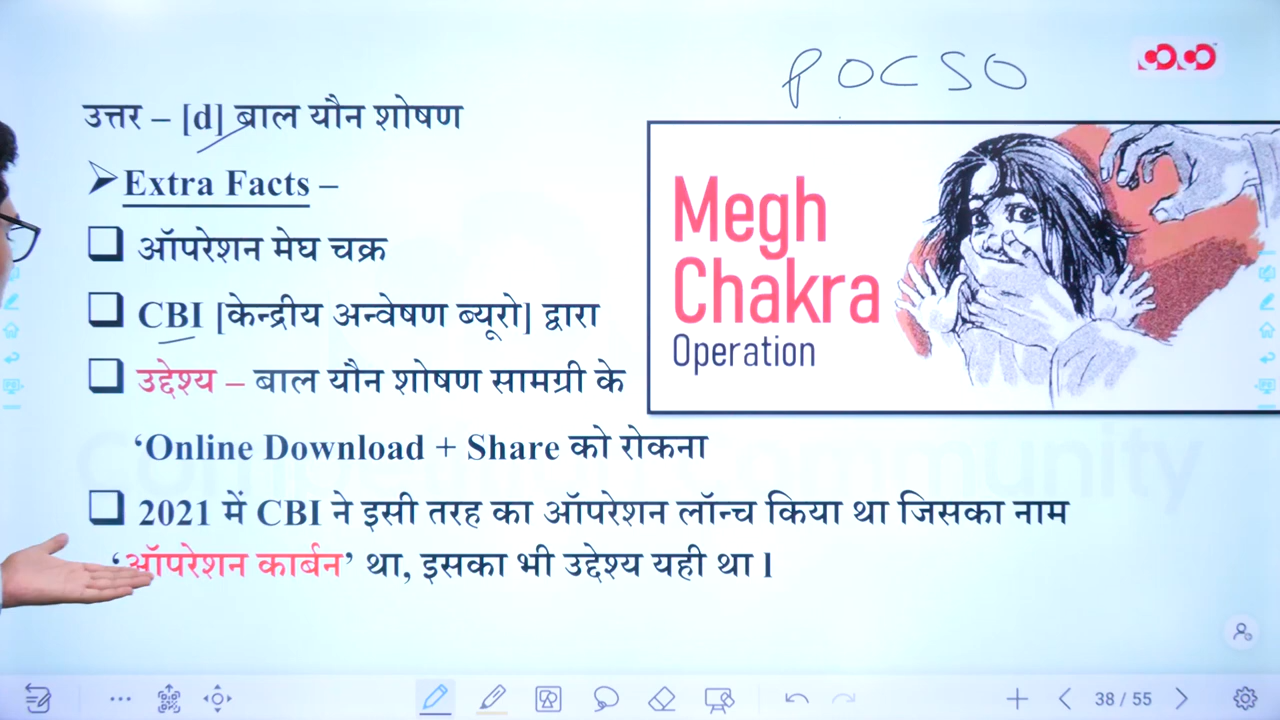 POCSO
उत्तर – [d] बाल यौन शोषण
Extra Facts –
ऑपरेशन मेघ चक्र
CBI [केन्द्रीय अन्वेषण ब्यूरो] द्वारा
उद्देश्य – बाल यौन शोषण सामग्री के
‘Online Download + Share को रोकना
2021 में CBI ने इसी तरह का ऑपरेशन लॉन्च किया था जिसका नाम
‘ऑपरेशन कार्बन’ था, इसका भी उद्देश्य यही था l
Megh
Chakra
Operation
38 / 55